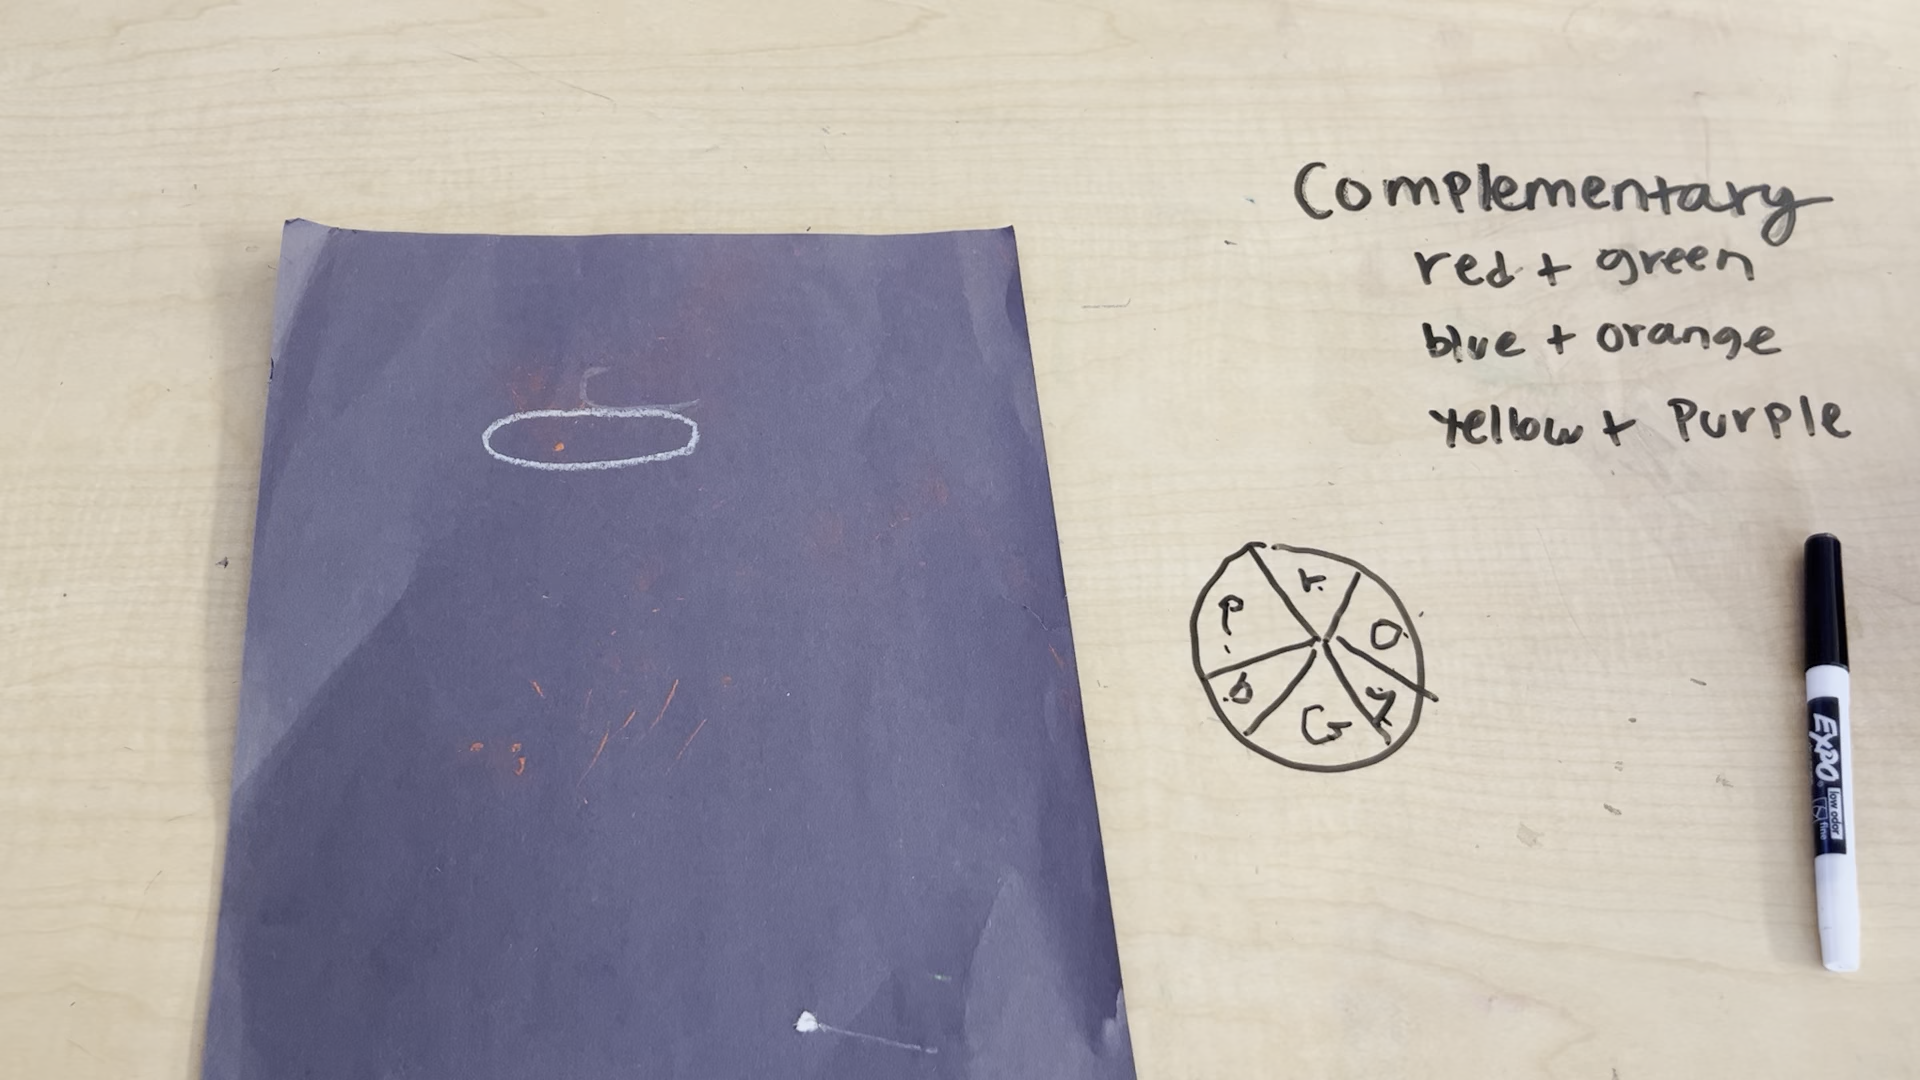 Complementary
red + green
blue + orange
yellow + Purple
r
P
O
b
y
G
EXPO
low odor
fine